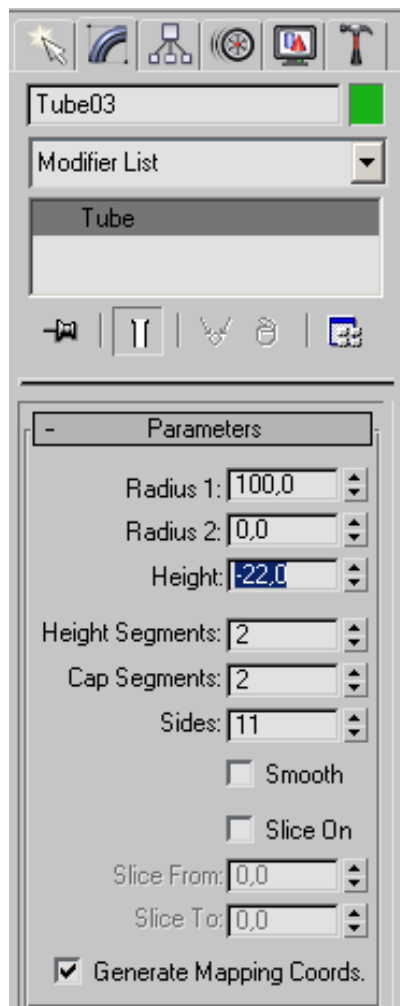 Tube03
Modifier List
Tube
- Parameters
Radius 1: 100,0
Radius 2: 0,0
Height: -22,0
Height Segments: 2
Cap Segments: 2
Sides: 11
Smooth
Slice On
Slice From: 0,0
Slice To: 0,0
Generate Mapping Coords.